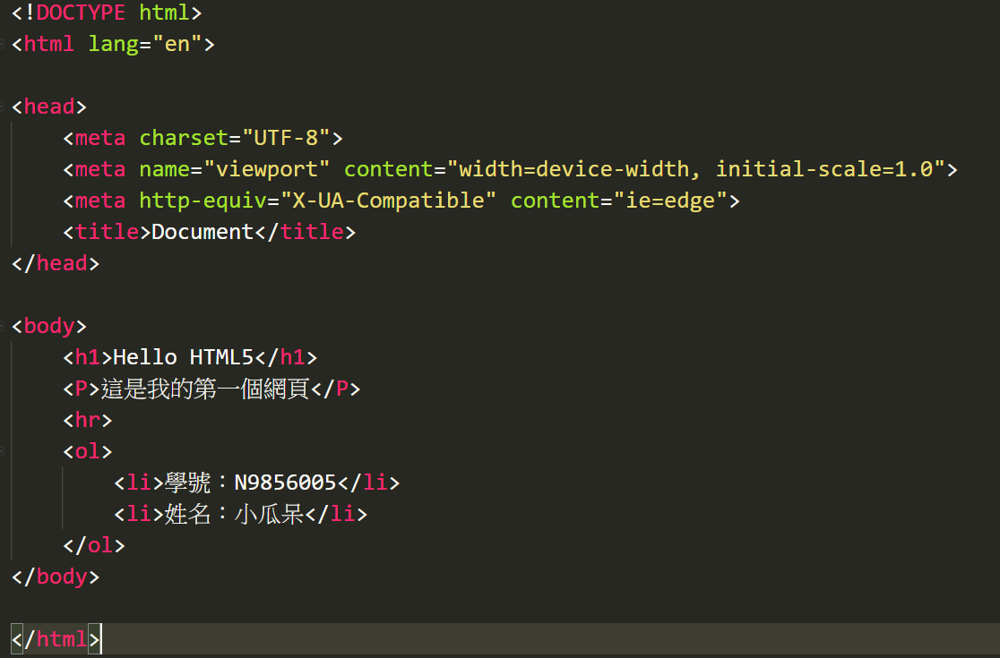 <!DOCTYPE html>
<html lang="en">
<head>
<meta charset="UTF-8">
<meta name="viewport" content="width=device-width, initial-scale=1.0">
<meta http-equiv="X-UA-Compatible" content="ie=edge">
<title>Document</title>
</head>
<body>
<h1>Hello HTML5</h1>
<P>這是我的第一個網頁</P>
<hr>
<ol>
<li>學號：N9856005</li>
<li>姓名：小瓜呆</li>
</ol>
</body>
</html>